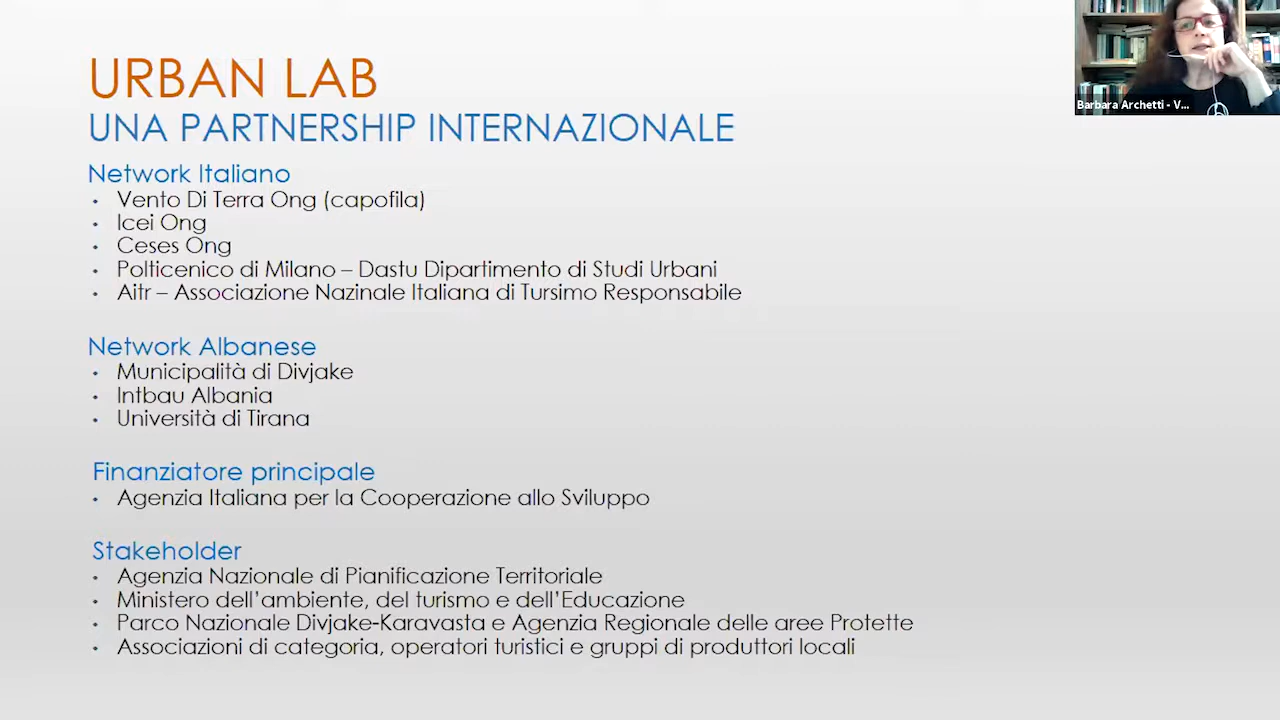 URBAN LAB
UNA PARTNERSHIP INTERNAZIONALE
Network Italiano
• Vento Di Terra Ong (capofila)
• Icei Ong
• Ceses Ong
• Polticenico di Milano – Dastu Dipartimento di Studi Urbani
• Aitr – Associazione Nazinale Italiana di Tursimo Responsabile
Network Albanese
• Municipalità di Divjake
• Intbau Albania
• Università di Tirana
Finanziatore principale
• Agenzia Italiana per la Cooperazione allo Sviluppo
Stakeholder
• Agenzia Nazionale di Pianificazione Territoriale
• Ministero dell'ambiente, del turismo e dell'Educazione
• Parco Nazionale Divjake-Karavasta e Agenzia Regionale delle aree Protette
• Associazioni di categoria, operatori turistici e gruppi di produttori locali
Barbara Archetti - V...